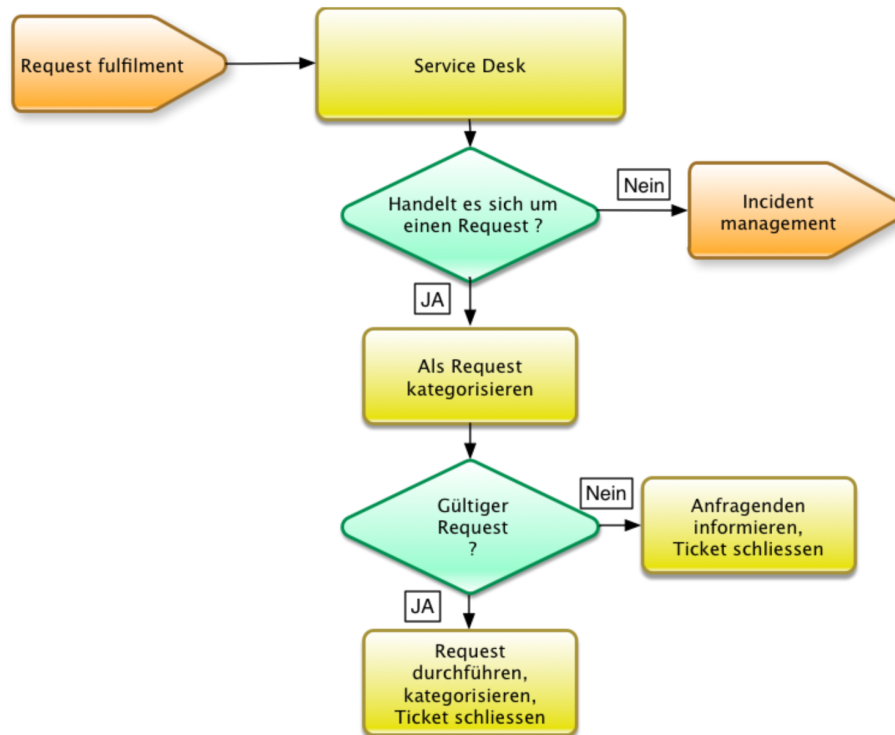 Request fulfilment
Service Desk
Handelt es sich um
einen Request ?
Nein
Incident
management
JA
Als Request
kategorisieren
Gültiger
Request
?
Nein
Anfragenden
informieren,
Ticket schliessen
JA
Request
durchführen,
kategorisieren,
Ticket schliessen